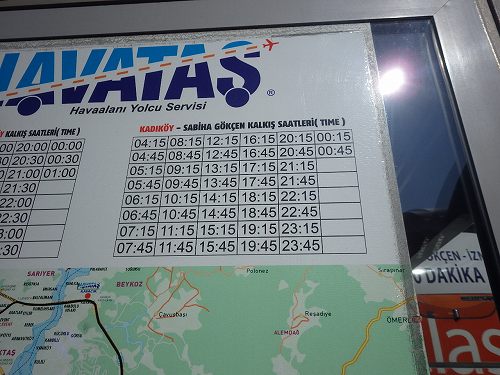 HAVATAŞ
®
Havaalanı Yolcu Servisi
KALKIŞ SAATLERİ ( TIME )
20:00 00:00
20:30 00:30
21:00 01:00
21:30
22:00
22:30
KADIKÖY – SABİHA GÖKÇEN KALKIŞ SAATLERİ( TIME )
04:15 08:15 12:15 16:15 20:15 00:15
04:45 08:45 12:45 16:45 20:45 00:45
05:15 09:15 13:15 17:15 21:15
05:45 09:45 13:45 17:45 21:45
06:15 10:15 14:15 18:15 22:15
06:45 10:45 14:45 18:45 22:45
07:15 11:15 15:15 19:15 23:15
07:45 11:45 15:45 19:45 23:45
SARIYER
BEYKOZ
Polonez
Çavuşbaşı
Reşadiye
ALEMDAĞ
ÖMERL
KÇEN - İZM
DAKİKA
las